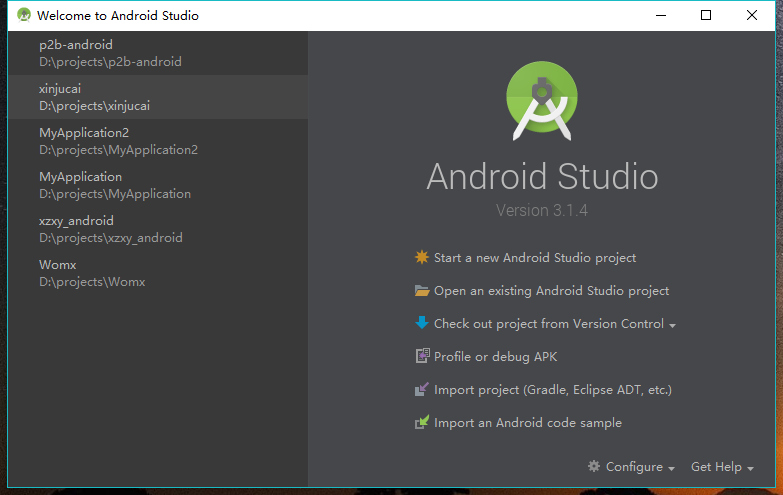 Welcome to Android Studio
p2b-android
D:\projects\p2b-android
xinjucai
D:\projects\xinjucai
MyApplication2
D:\projects\MyApplication2
MyApplication
D:\projects\MyApplication
xzxy_android
D:\projects\xzxy_android
Womx
D:\projects\Womx
Android Studio
Version 3.1.4
Start a new Android Studio project
Open an existing Android Studio project
Check out project from Version Control
Profile or debug APK
Import project (Gradle, Eclipse ADT, etc.)
Import an Android code sample
Configure
Get Help